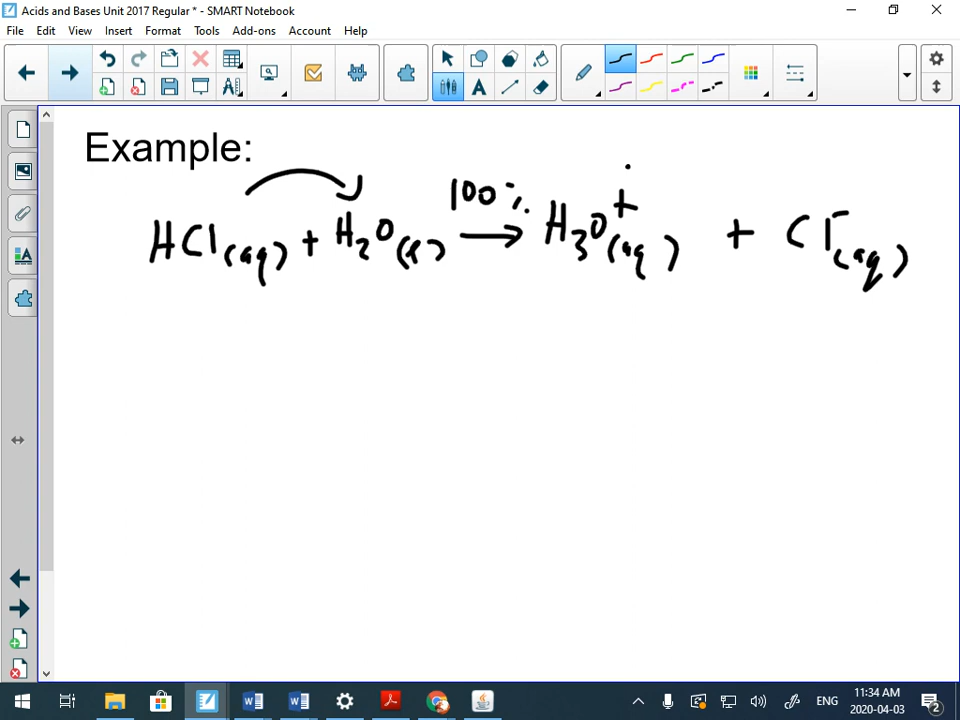 Acids and Bases Unit 2017 Regular * - SMART Notebook
File Edit View Insert Format Tools Add-ons Account Help
Example:
100%
HCl(aq) + H₂O(l) → H₃O⁺(aq) + Cl⁻(aq)
ENG
11:34 AM
2020-04-03
2